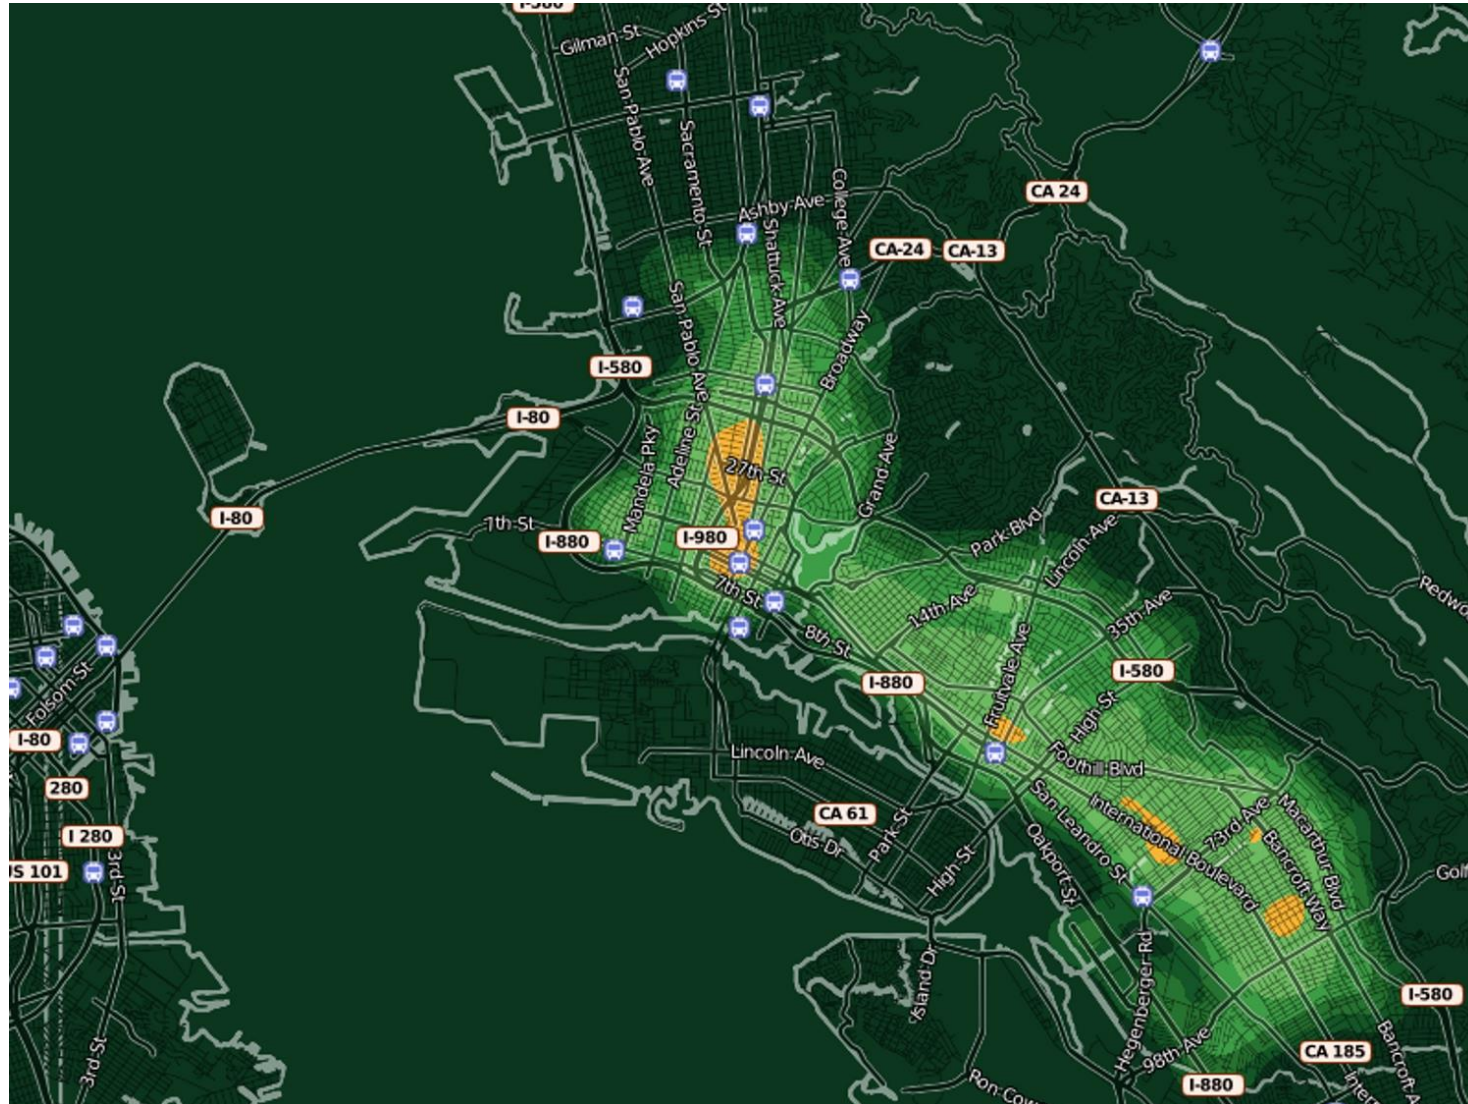 I-580
Gilman St
Hopkins St
San Pablo Ave
Sacramento St
College Ave
CA 24
Ashby Ave
Shattuck Ave
CA-24
CA-13
San Pablo Ave
Broadway
I-580
I-80
Adeline St
Mandela Pky
27th St
Grand Ave
CA-13
I-80
7th St
I-880
I-980
Park Blvd
Lincoln Ave
7th St
14th Ave
35th Ave
8th St
Fruitvale Ave
I-580
I-880
Folsom St
High St
I-80
Lincoln Ave
Foothill Blvd
280
San Leandro St
International Boulevard
73rd Ave
Macarthur Blvd
CA 61
Park St
Otis Dr
I 280
Oakport St
Bancroft Way
3rd St
US 101
High St
Golf
Island Dr
Hegenberger Rd
I-580
98th Ave
CA 185
Bancroft A
3rd St
I-880
Ron Cow
Inter